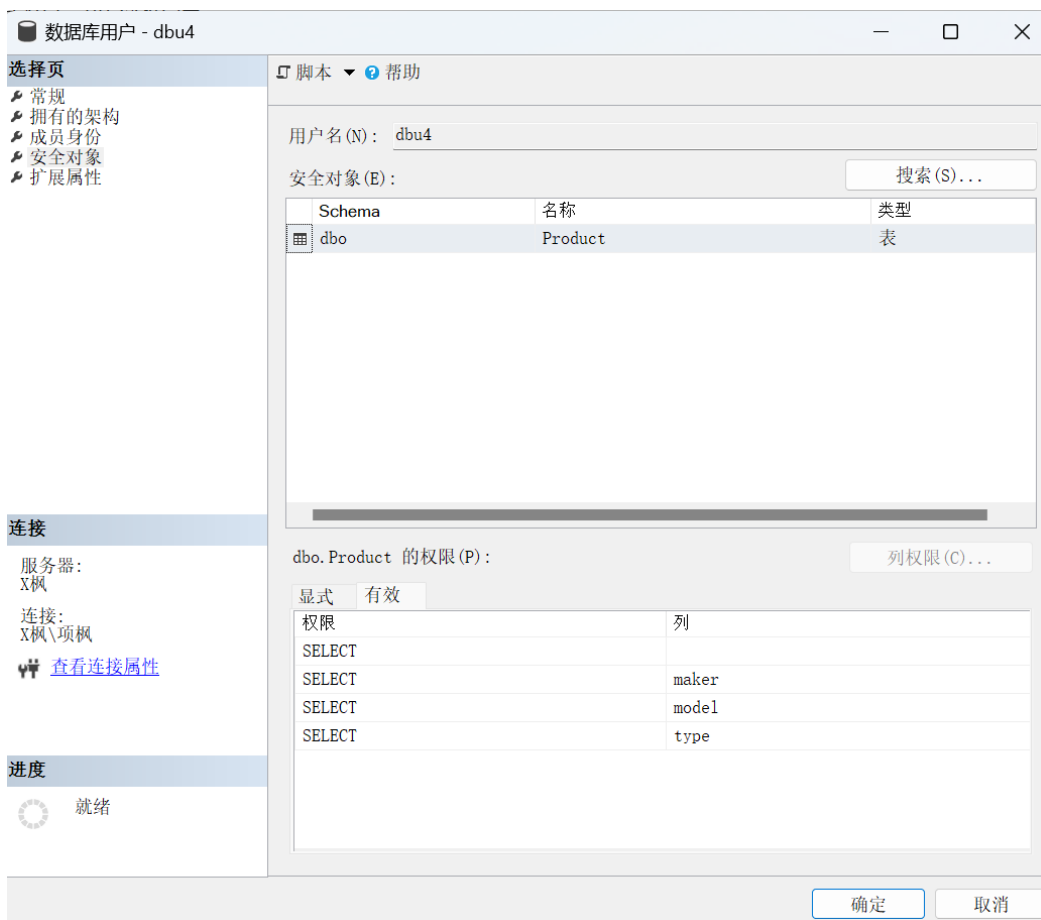 数据库用户 - dbu4
选择页
常规
拥有的架构
成员身份
安全对象
扩展属性
脚本 帮助
用户名(N): dbu4
安全对象(E):
搜索(S)...
Schema 名称 类型
dbo Product 表
dbo.Product 的权限(P):
列权限(C)...
显式 有效
权限 列
SELECT
SELECT maker
SELECT model
SELECT type
连接
服务器:
X枫
连接:
X枫\项枫
查看连接属性
进度
就绪
确定 取消